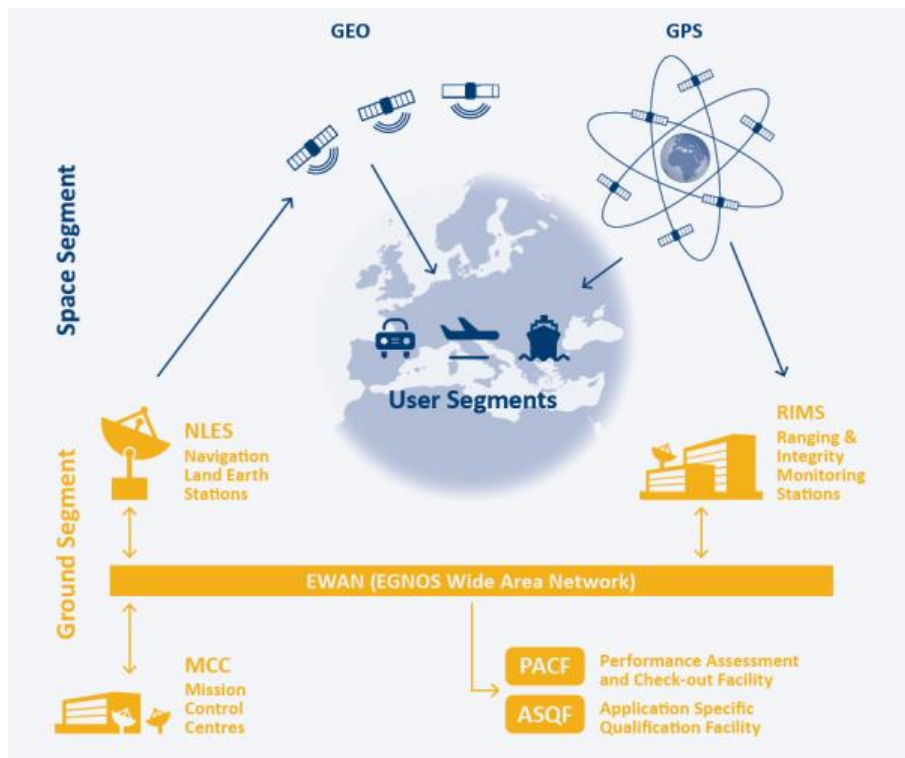 GEO
GPS
Space Segment
User Segments
NLES
Navigation
Land Earth
Stations
RIMS
Ranging &
Integrity
Monitoring
Stations
Ground Segment
EWAN (EGNOS Wide Area Network)
MCC
Mission
Control
Centres
PACF
Performance Assessment
and Check-out Facility
ASQF
Application Specific
Qualification Facility